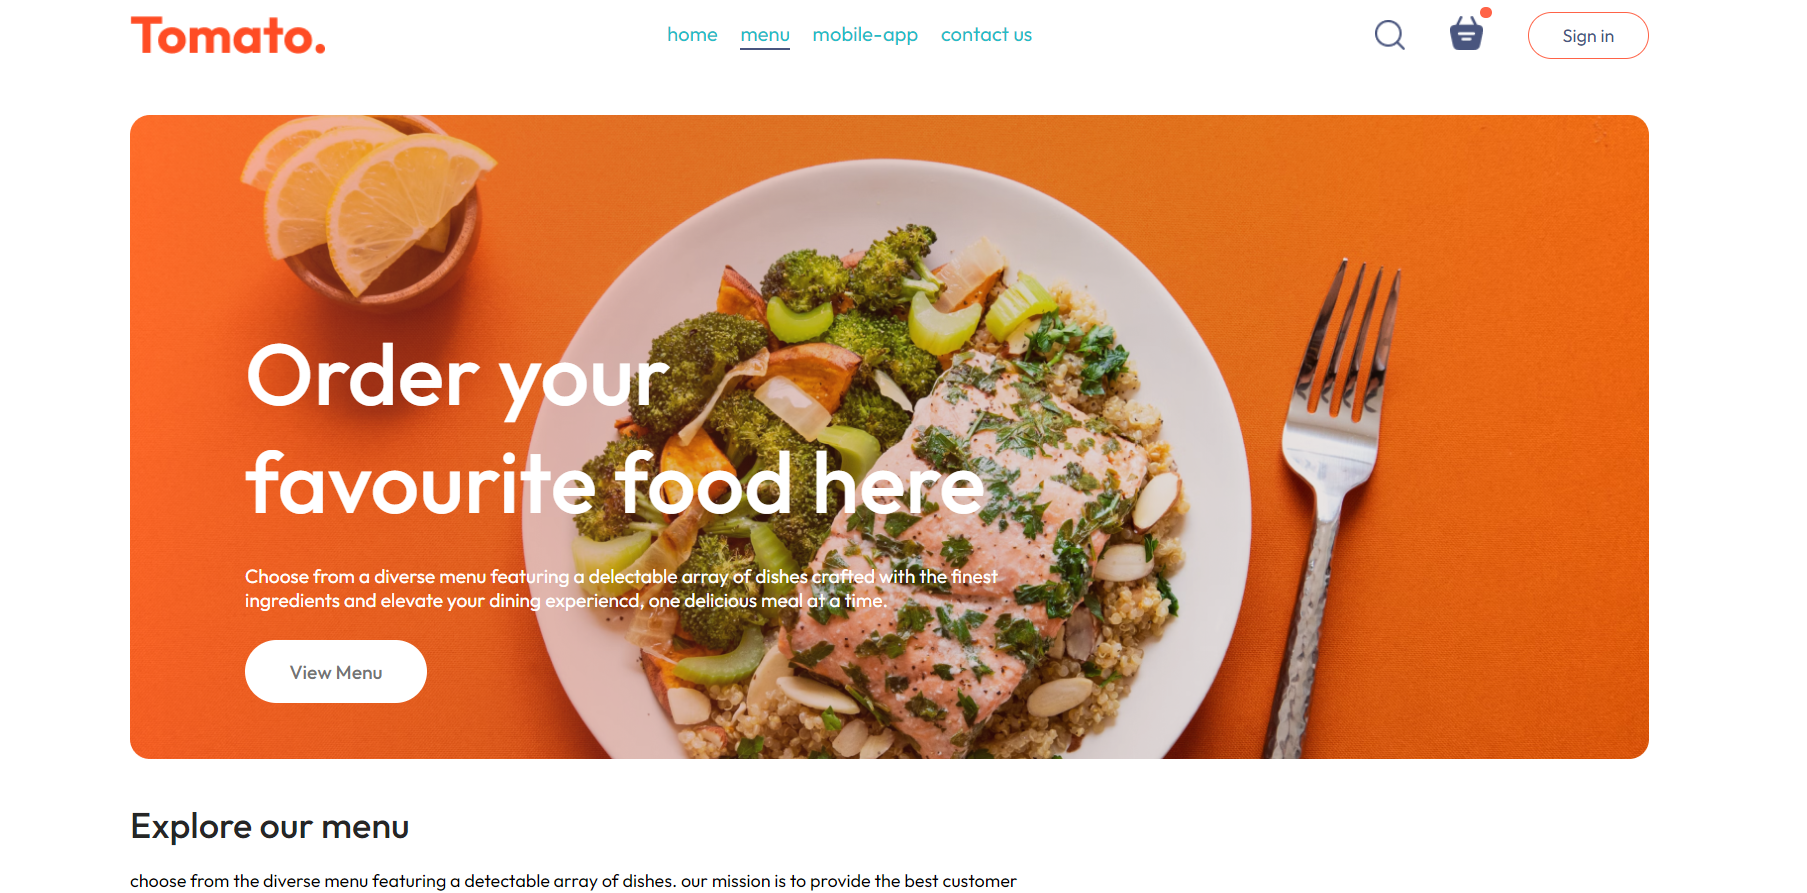 Tomato.
home menu mobile-app contact us
Sign in
Order your
favourite food here
Choose from a diverse menu featuring a delectable array of dishes crafted with the finest
ingredients and elevate your dining experiencd, one delicious meal at a time.
View Menu
Explore our menu
choose from the diverse menu featuring a detectable array of dishes. our mission is to provide the best customer